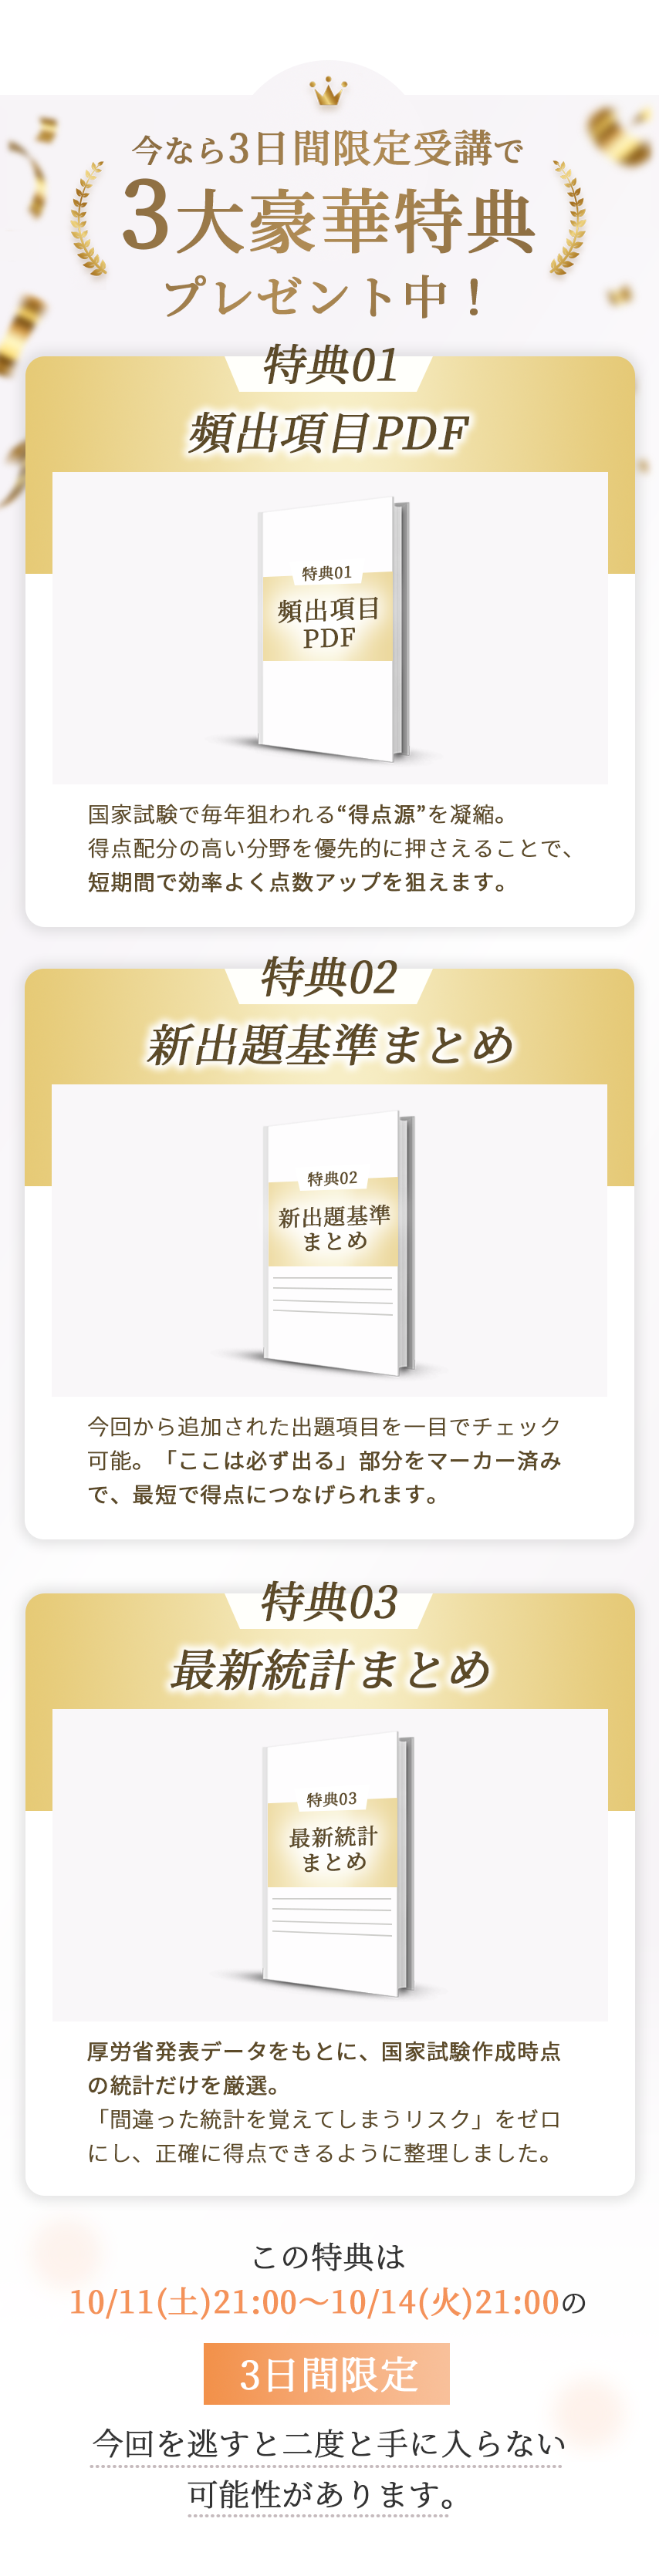 今なら3日間限定受講で
3大豪華特典
プレゼント中！
特典01
頻出項目PDF
特典01
頻出項目
PDF
国家試験で毎年狙われる“得点源”を凝縮。
得点配分の高い分野を優先的に押さえることで、
短期間で効率よく点数アップを狙えます。
特典02
新出題基準まとめ
特典02
新出題基準
まとめ
今回から追加された出題項目を一目でチェック
可能。「ここは必ず出る」部分をマーカー済み
で、最短で得点につなげられます。
特典03
最新統計まとめ
特典03
最新統計
まとめ
厚労省発表データをもとに、国家試験作成時点
の統計だけを厳選。
「間違った統計を覚えてしまうリスク」をゼロ
にし、正確に得点できるように整理しました。
この特典は
10/11(土)21:00〜10/14(火)21:00の
3日間限定
今回を逃すと二度と手に入らない
可能性があります。